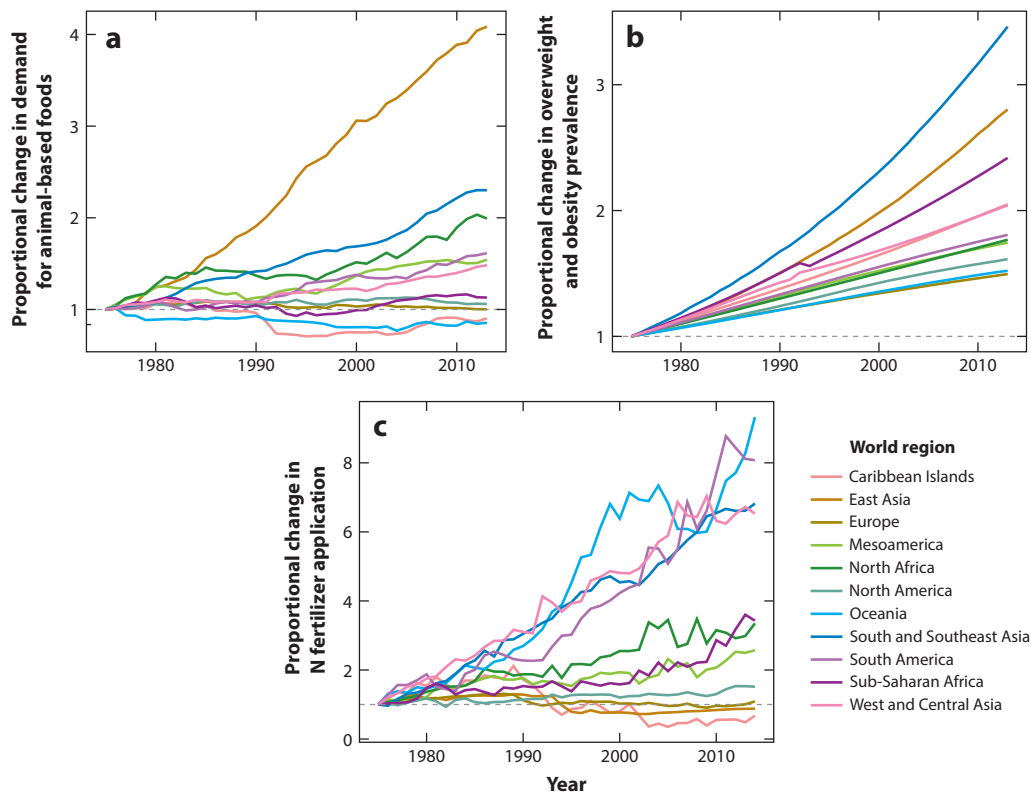 a
Proportional change in demand
for animal-based foods
4
3
2
1
1980
1990
2000
2010
b
Proportional change in overweight
and obesity prevalence
3
2
1
1980
1990
2000
2010
c
Proportional change in
N fertilizer application
8
6
4
2
0
1980
1990
2000
2010
Year
World region
Caribbean Islands
East Asia
Europe
Mesoamerica
North Africa
North America
Oceania
South and Southeast Asia
South America
Sub-Saharan Africa
West and Central Asia